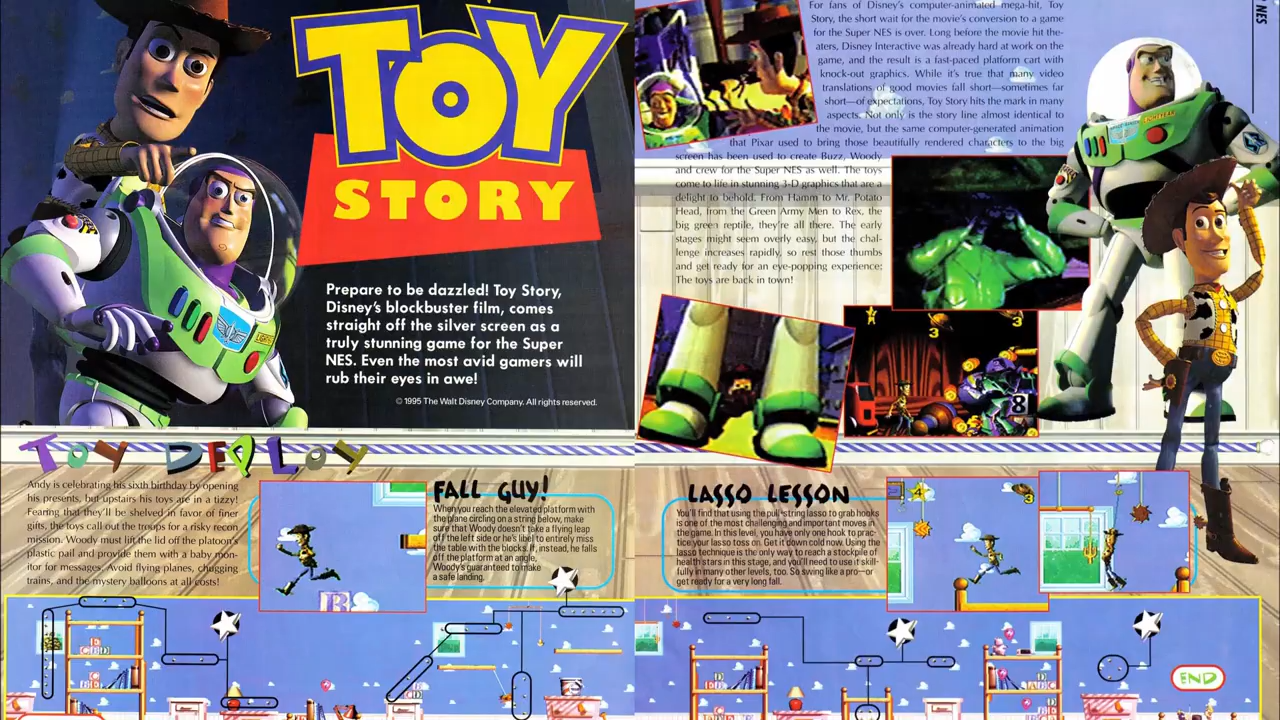 TOY
STORY
Prepare to be dazzled! Toy Story,
Disney's blockbuster film, comes
straight off the silver screen as a
truly stunning game for the Super
NES. Even the most avid gamers will
rub their eyes in awe!
© 1995 The Walt Disney Company. All rights reserved.
TOY DEPLOY
Andy is celebrating his sixth birthday by opening
his presents, but upstairs his toys are in a tizzy!
Fearing that they'll be shelved in favor of finer
gifts, the toys call out the troops for a risky recon
mission. Woody must lift the lid off the platoon's
plastic pail and provide them with a baby mon-
itor for messages. Avoid flying planes, chugging
trains, and the mystery balloons at all costs!
FALL GUY!
When you reach the elevated platform with
the plane circling on a string below, make
sure that Woody doesn't take a flying leap
off the left side or he's libel to entirely miss
the table with the blocks. If, instead, he falls
off the platform at an angle,
Woody's guaranteed to make
a safe landing.
For fans of Disney's computer-animated mega-hit, Toy
Story, the short wait for the movie's conversion to a game
for the Super NES is over. Long before the movie hit the-
aters, Disney Interactive was already hard at work on the
game, and the result is a fast-paced platform cart with
knock-out graphics. While it's true that many video
translations of good movies fall short—sometimes far
short—of expectations, Toy Story hits the mark in many
aspects. Not only is the story line almost identical to
the movie, but the same computer-generated animation
that Pixar used to bring those beautifully rendered characters to the big
screen has been used to create Buzz, Woody
and crew for the Super NES as well. The toys
come to life in stunning 3-D graphics that are a
delight to behold. From Hamm to Mr. Potato
Head, from the Green Army Men to Rex, the
big green reptile, they're all there. The early
stages might seem overly easy, but the chal-
lenge increases rapidly, so rest those thumbs
and get ready for an eye-popping experience:
The toys are back in town!
NES
3
3
8
LASSO LESSON
You'll find that using the pull-string lasso to grab hooks
is one of the most challenging and important moves in
the game. In this level, you have only one hook to prac-
tice your lasso toss on. Get it down cold now. Using the
lasso technique is the only way to reach a stockpile of
health stars in this stage, and you'll need to use it skil-
fully in many other levels, too. So swing like a pro—or
get ready for a very long fall.
4
3
B
END